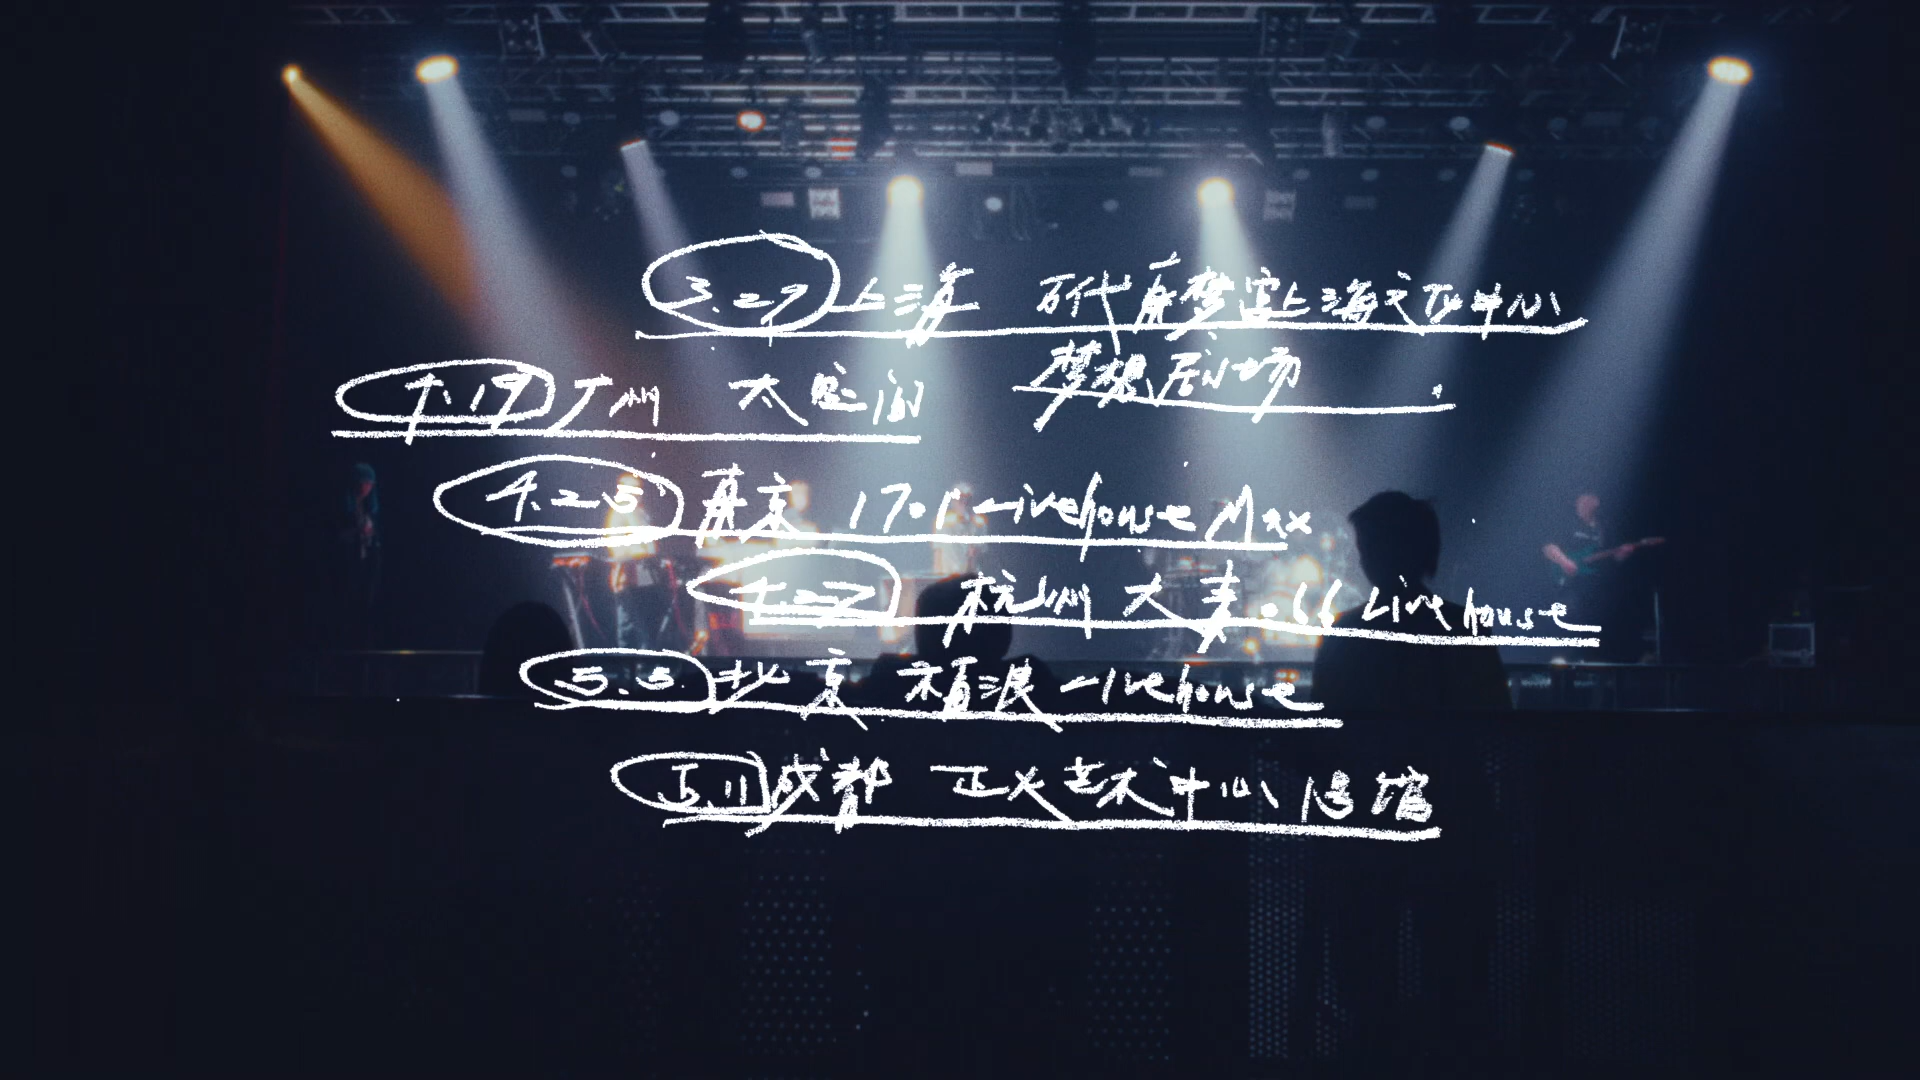 3.29 上海 万代南梦宫上海文化中心
梦想剧场
4.19 广州 太空间
4.25 南京 1701 Livehouse Max
4.27 杭州 大麦.66 Livehouse
5.5 北京 福浪 Livehouse
5.11 成都 正火艺术中心 馆